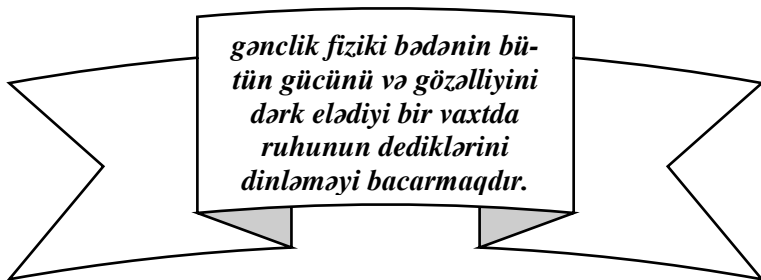 gənclik fiziki bədənin bü-
tün gücünü və gözəlliyini
dərk elədiyi bir vaxtda
ruhunun dediklərini
dinləməyi bacarmaqdır.